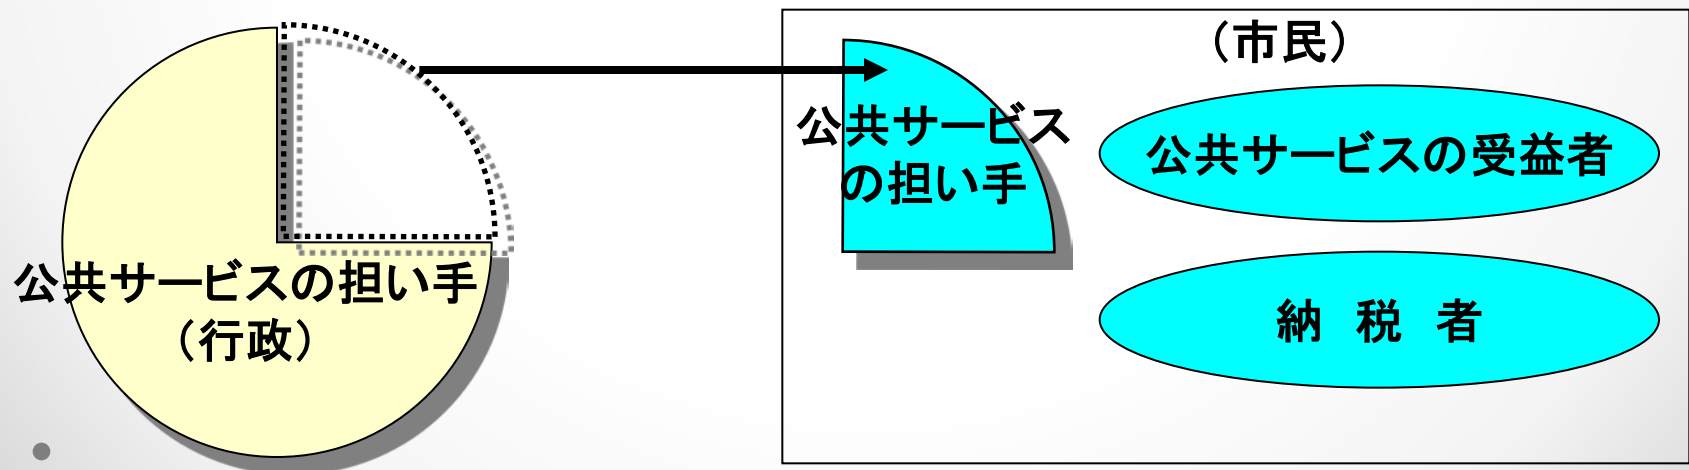 公共サービスの担い手
（行政）
公共サービス
の担い手
（市民）
公共サービスの受益者
納　税　者